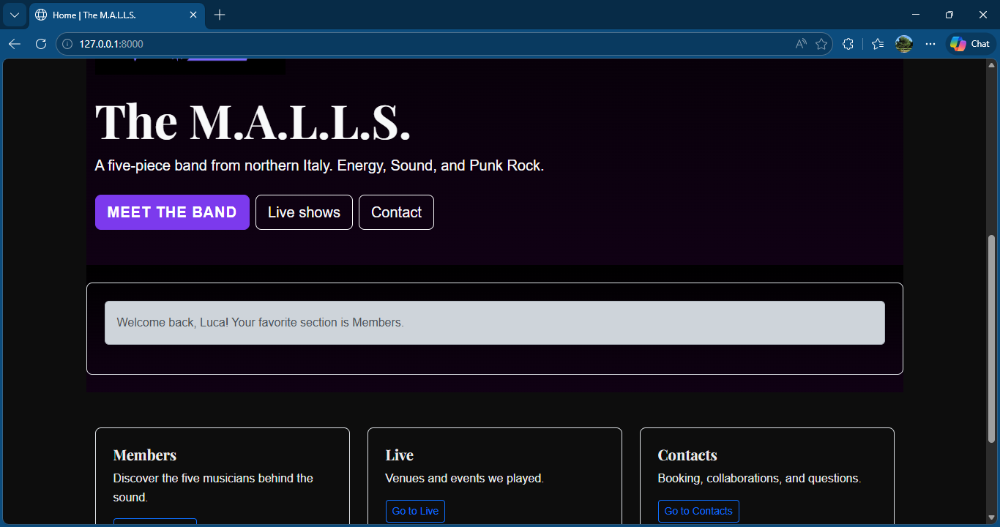 Home | The M.A.L.L.S.
127.0.0.1:8000
Chat
The M.A.L.L.S.
A five-piece band from northern Italy. Energy, Sound, and Punk Rock.
MEET THE BAND Live shows Contact
Welcome back, Luca! Your favorite section is Members.
Members
Discover the five musicians behind the
sound.
Live
Venues and events we played.
Go to Live
Contacts
Booking, collaborations, and questions.
Go to Contacts